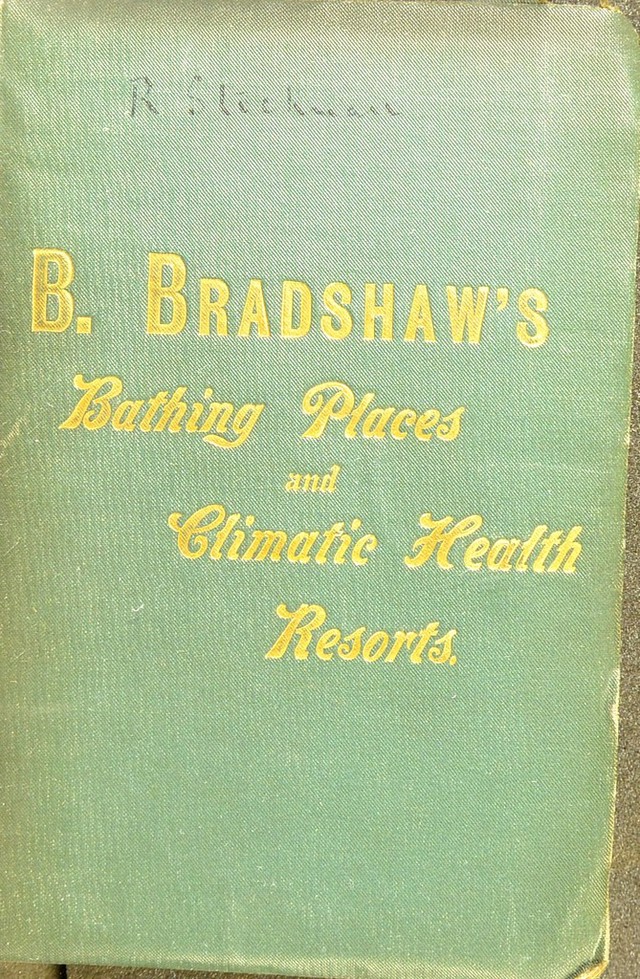 R
B. BRADSHAW'S
Bathing Places
and
Climatic Health
Resorts.